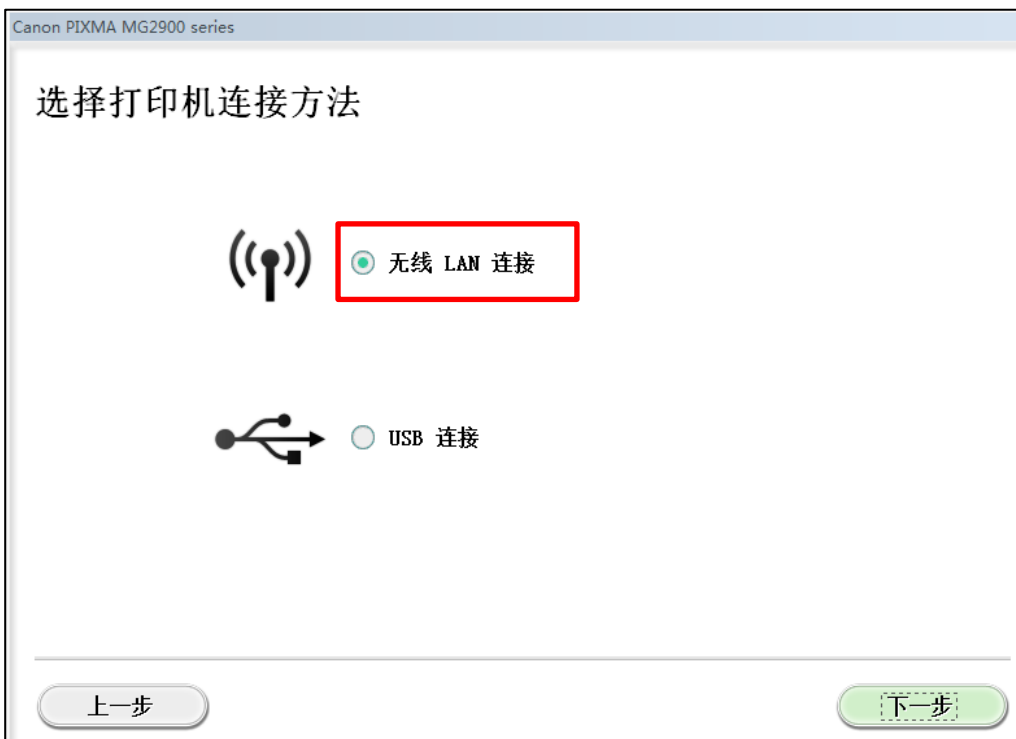 Canon PIXMA MG2900 series
选择打印机连接方法
无线 LAN 连接
USB 连接
上一步
下一步